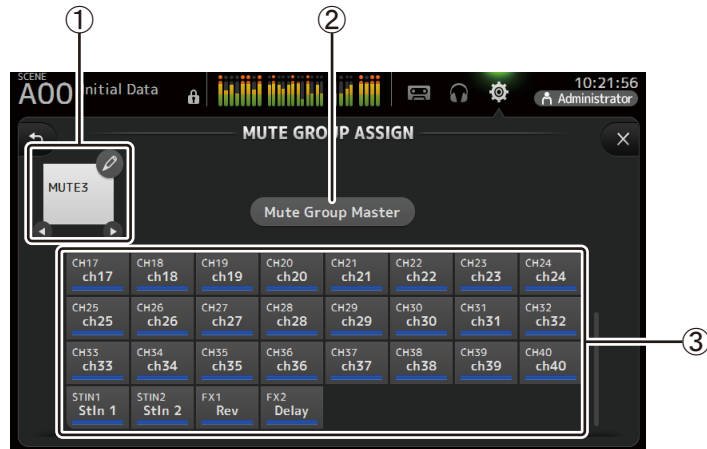 ① ②
SCENE
A00 Initial Data 10:21:56
Administrator
MUTE GROUP ASSIGN
MUTE3
Mute Group Master
CH17 CH18 CH19 CH20 CH21 CH22 CH23 CH24
ch17 ch18 ch19 ch20 ch21 ch22 ch23 ch24
CH25 CH26 CH27 CH28 CH29 CH30 CH31 CH32
ch25 ch26 ch27 ch28 ch29 ch30 ch31 ch32
③
CH33 CH34 CH35 CH36 CH37 CH38 CH39 CH40
ch33 ch34 ch35 ch36 ch37 ch38 ch39 ch40
STIN1 STIN2 FX1 FX2
StIn 1 StIn 2 Rev Delay